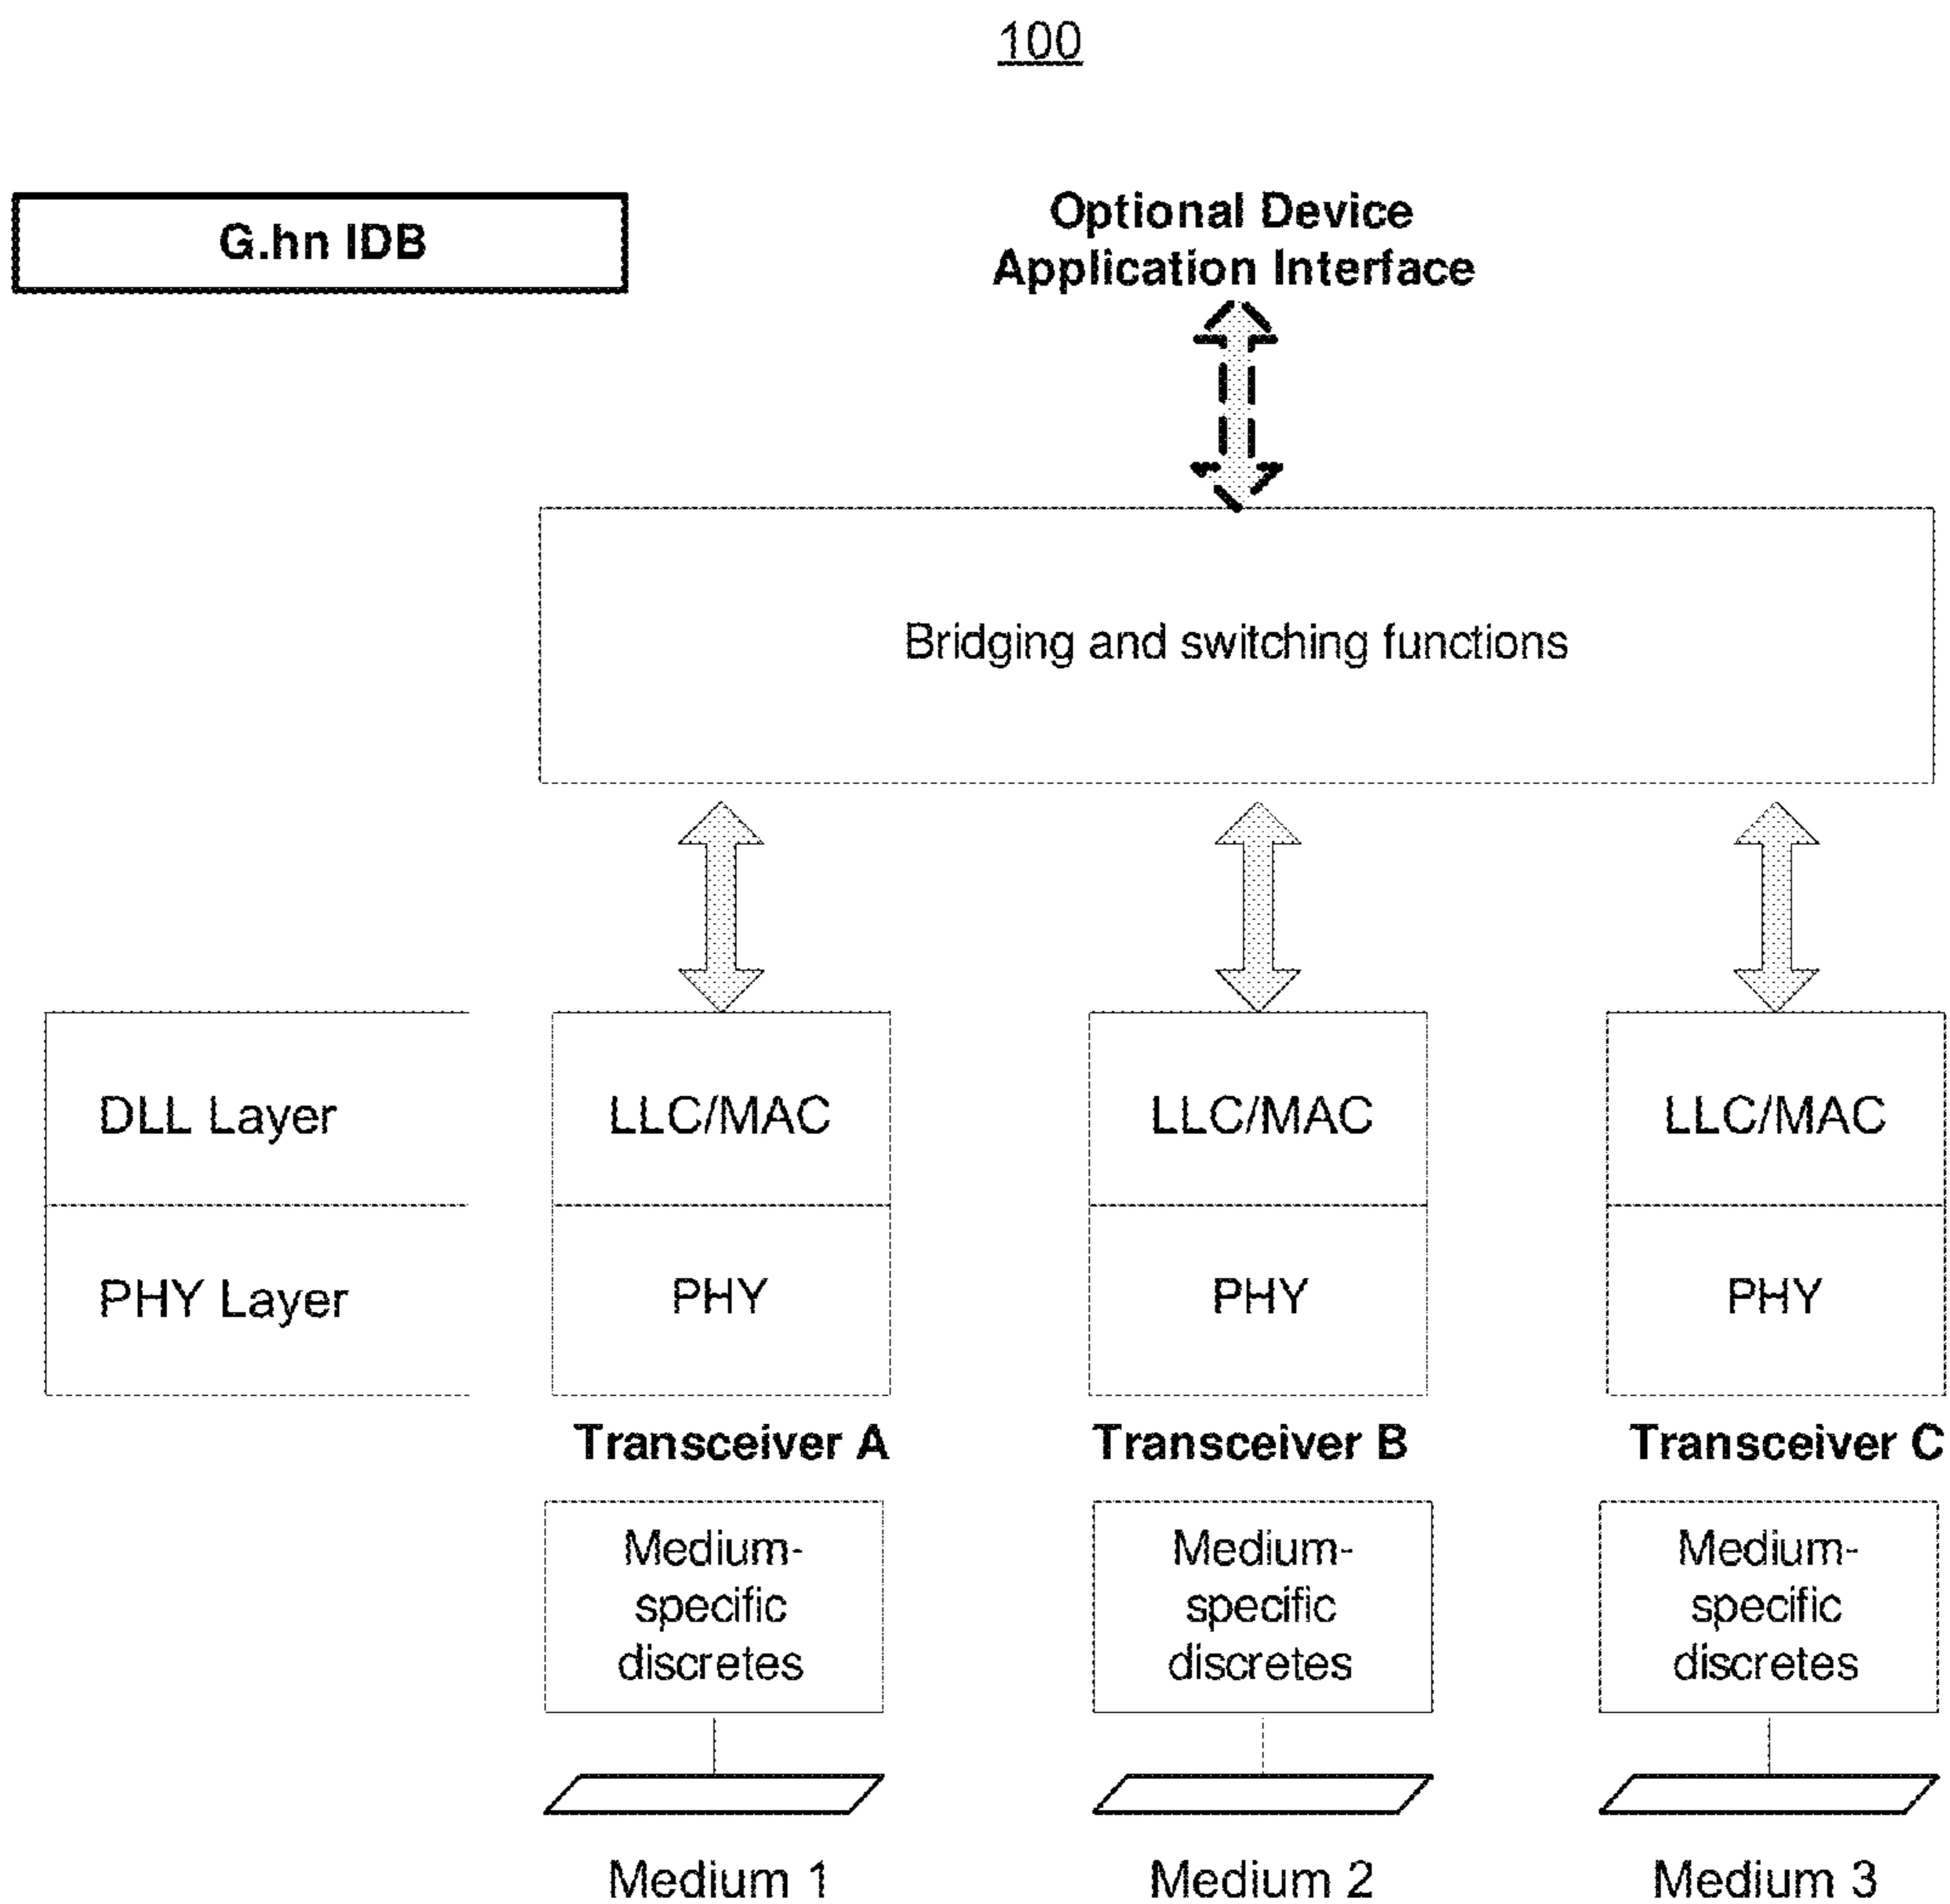 100
G.hn IDB
Optional Device
Application Interface
Bridging and switching functions
DLL Layer
LLC/MAC
LLC/MAC
LLC/MAC
PHY Layer
PHY
PHY
PHY
Transceiver A
Transceiver B
Transceiver C
Medium-
specific
discretes
Medium-
specific
discretes
Medium-
specific
discretes
Medium 1
Medium 2
Medium 3